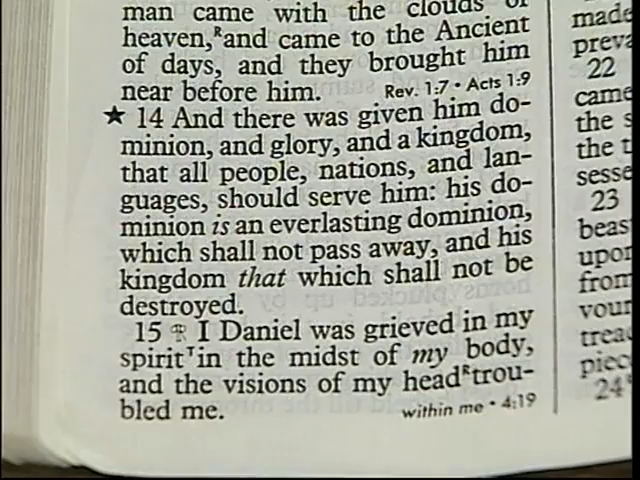 man came with the clouds of
heaven,ᴿand came to the Ancient
of days, and they brought him
near before him. Rev. 1:7 • Acts 1:9
★ 14 And there was given him do-
minion, and glory, and a kingdom,
that all people, nations, and lan-
guages, should serve him: his do-
minion is an everlasting dominion,
which shall not pass away, and his
kingdom that which shall not be
destroyed.
15 I Daniel was grieved in my
spiritᵀin the midst of my body,
and the visions of my headᴿtrou-
bled me. within me • 4:19
made
preva
22
came
the s
the t
sesse
23
beas
upon
from
your
trea
piec
24